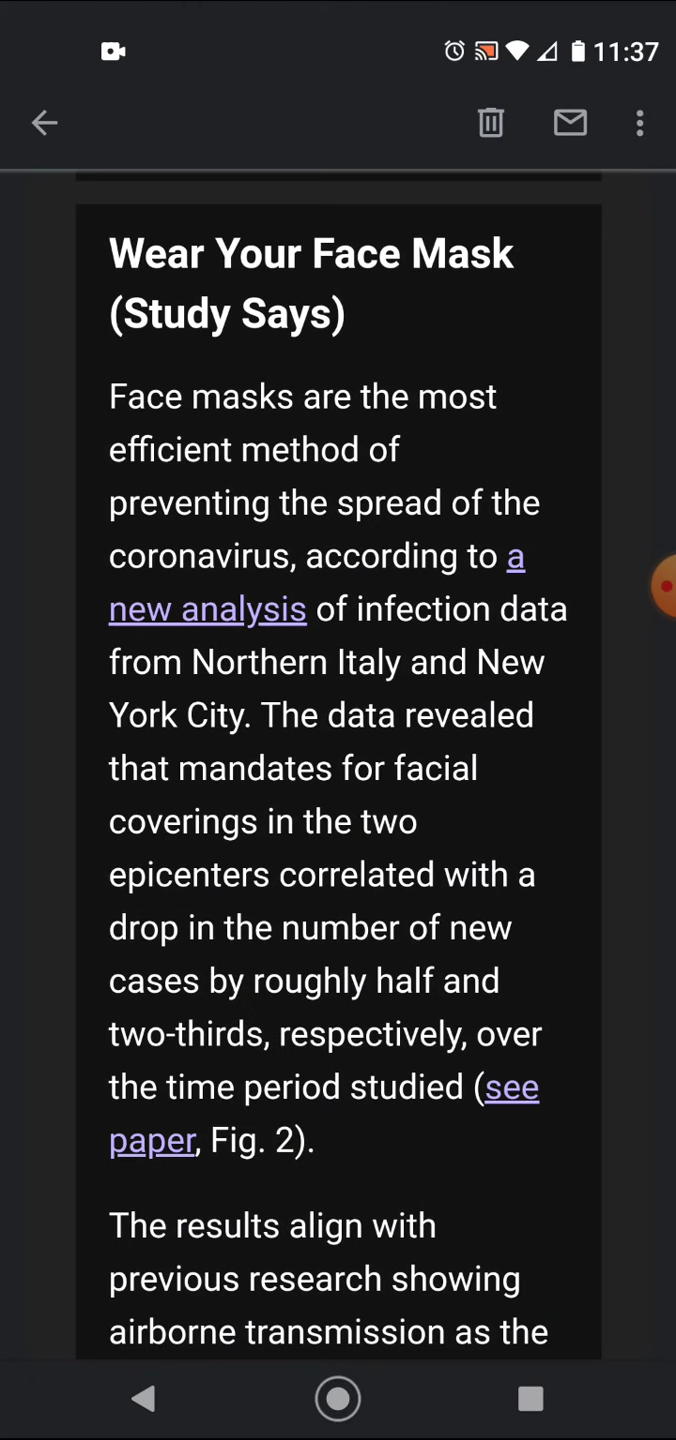 11:37
Wear Your Face Mask
(Study Says)
Face masks are the most
efficient method of
preventing the spread of the
coronavirus, according to a
new analysis of infection data
from Northern Italy and New
York City. The data revealed
that mandates for facial
coverings in the two
epicenters correlated with a
drop in the number of new
cases by roughly half and
two-thirds, respectively, over
the time period studied (see
paper, Fig. 2).
The results align with
previous research showing
airborne transmission as the